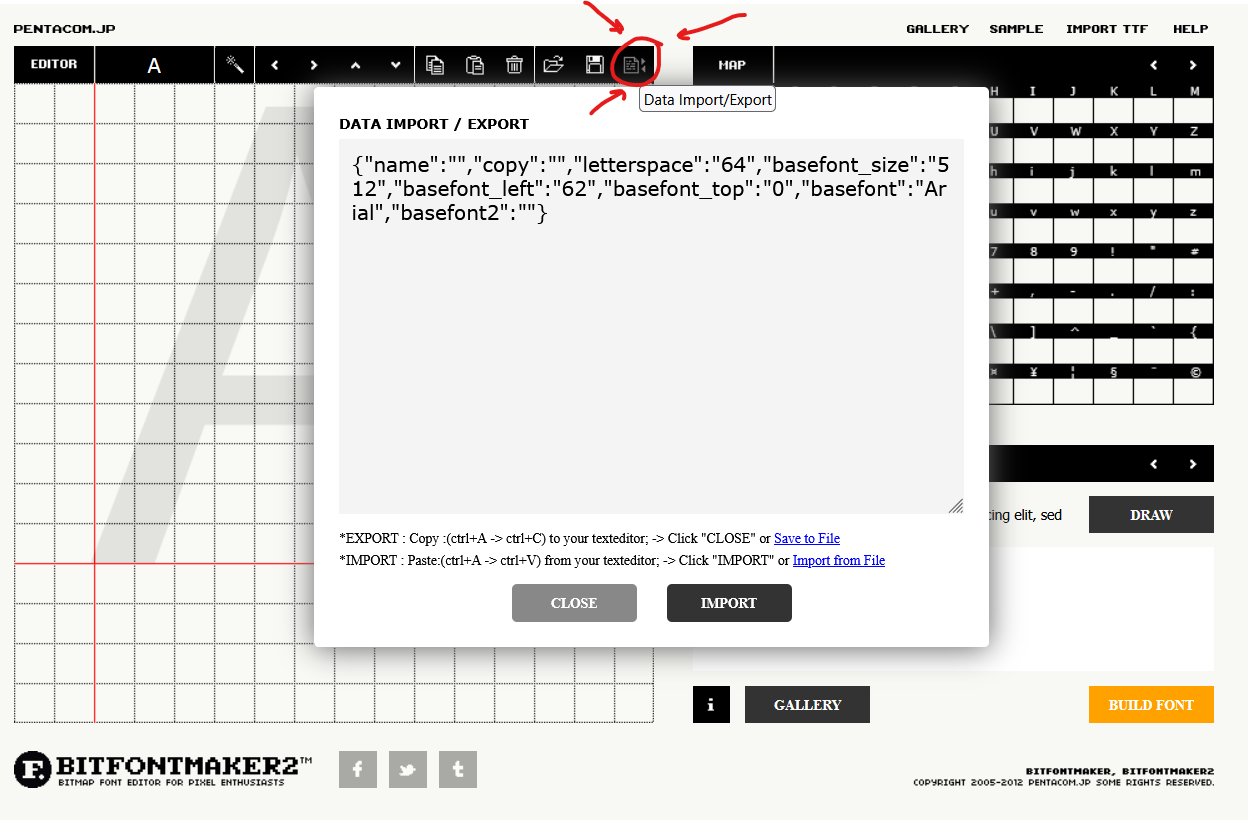 PENTACOM.JP
GALLERY SAMPLE IMPORT TTF HELP
EDITOR A
MAP
Data Import/Export
DATA IMPORT / EXPORT
{"name":"","copy":"","letterspace":"64","basefont_size":"5
12","basefont_left":"62","basefont_top":"0","basefont":"Ar
ial","basefont2":""}
*EXPORT : Copy :(ctrl+A -> ctrl+C) to your texteditor; -> Click "CLOSE" or Save to File
*IMPORT : Paste:(ctrl+A -> ctrl+V) from your texteditor; -> Click "IMPORT" or Import from File
CLOSE IMPORT
H I J K L M
U V W X Y Z
h i j k l m
u v w x y z
7 8 9 ! " #
+ , - . / :
\ ] ^ _ ` {
¤ ¥ ¦ § ¨ ©
cing elit, sed
DRAW
i GALLERY BUILD FONT
F. BITFONTMAKER2™
BITMAP FONT EDITOR FOR PIXEL ENTHUSIASTS
f t
BITFONTMAKER, BITFONTMAKER2
COPYRIGHT 2005-2012 PENTACOM.JP SOME RIGHTS RESERVED.